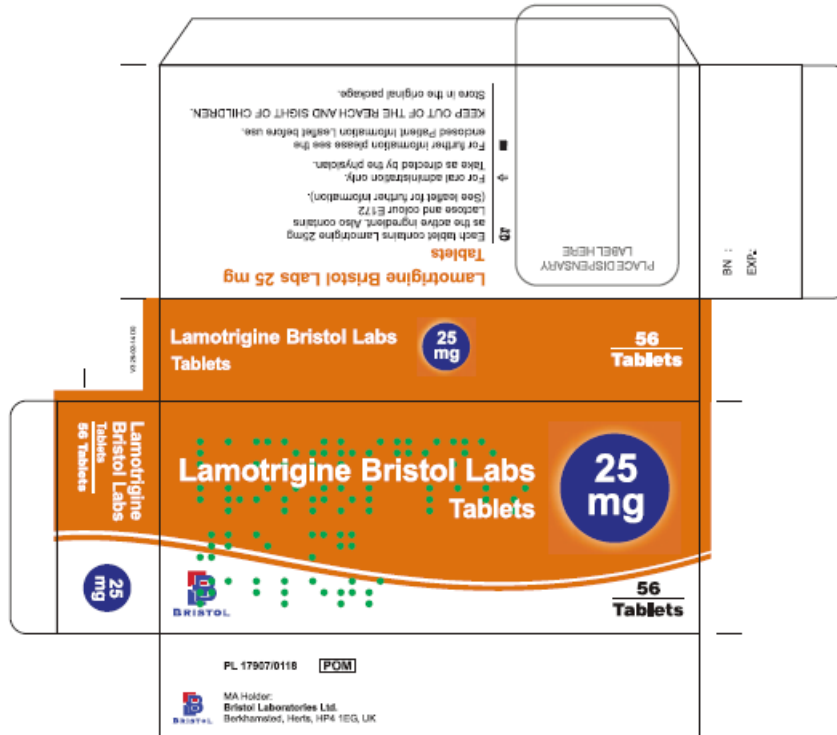 Lamotrigine Bristol Labs 25 mg
Tablets
Each tablet contains Lamotrigine 25mg
as the active ingredient. Also contains
Lactose and colour E172
(See leaflet for further information).
For oral administration only.
Take as directed by the physician.
For further information please see the
enclosed Patient Information Leaflet before use.
KEEP OUT OF THE REACH AND SIGHT OF CHILDREN.
Store in the original package.
PLACE DISPENSARY
LABEL HERE
BN :
EXP.:
Lamotrigine Bristol Labs
Tablets
25
mg
56
Tablets
Lamotrigine
Bristol Labs
Tablets
56 Tablets
25
mg
Lamotrigine Bristol Labs
Tablets
25
mg
BRISTOL
56
Tablets
PL 17907/0118 POM
BRISTOL
MA Holder:
Bristol Laboratories Ltd.
Berkhamsted, Herts, HP4 1EG, UK